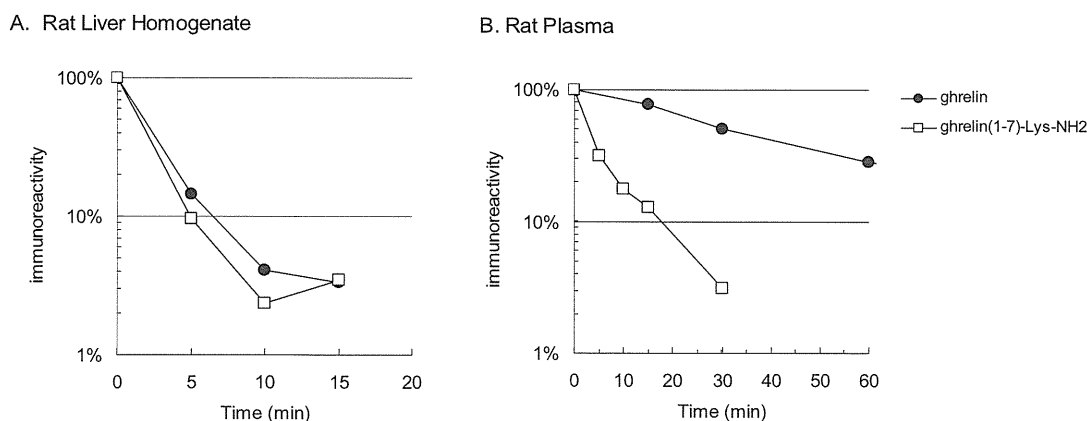 A. Rat Liver Homogenate
100%
10%
1%
immunoreactivity
0 5 10 15 20
Time (min)
B. Rat Plasma
100%
10%
1%
immunoreactivity
0 10 20 30 40 50 60
Time (min)
ghrelin
ghrelin(1-7)-Lys-NH2